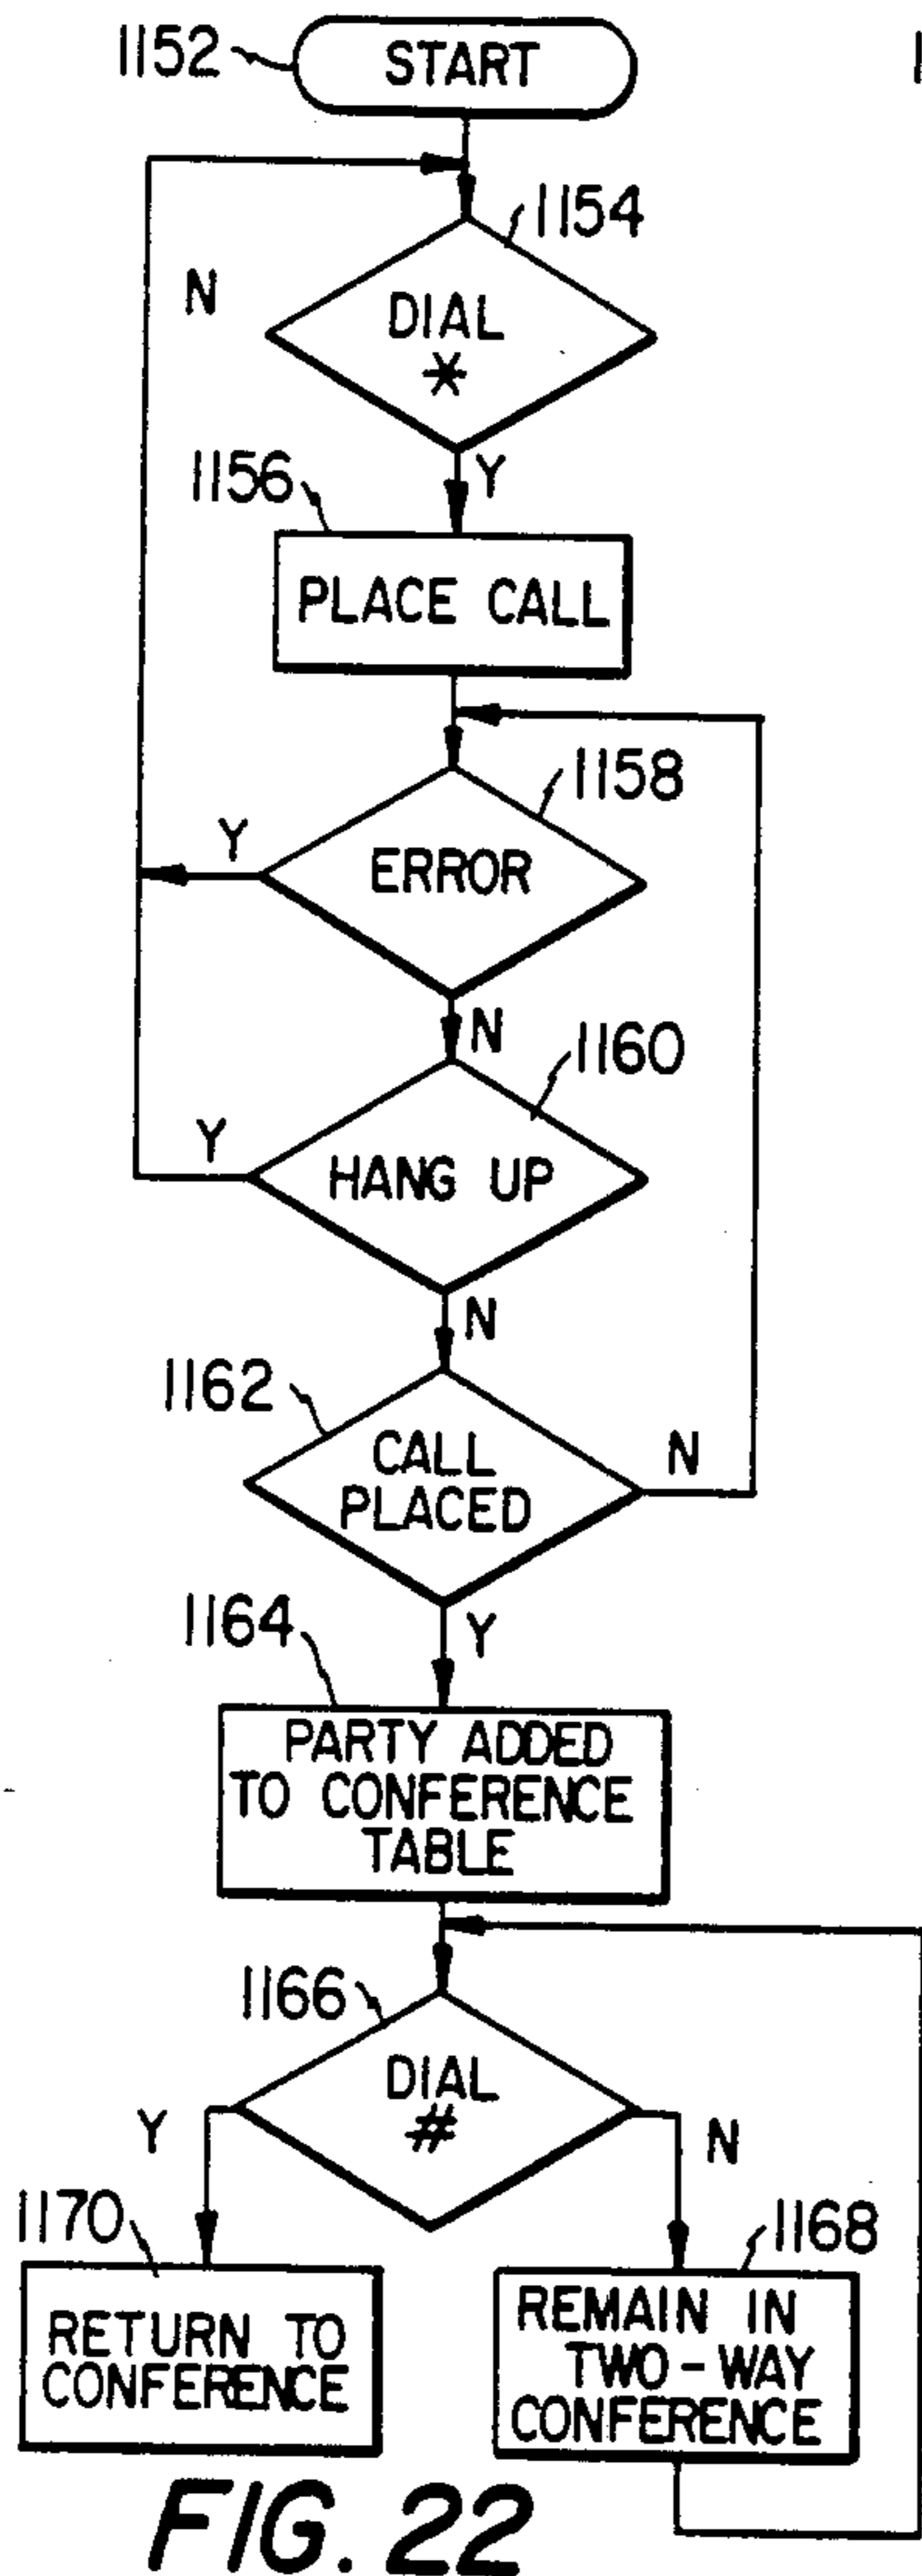 1152
START
1154
N
DIAL
*
Y
1156
PLACE CALL
1158
Y
ERROR
N
1160
Y
HANG UP
N
1162
CALL
PLACED
N
Y
1164
PARTY ADDED
TO CONFERENCE
TABLE
1166
DIAL
#
Y
N
1170
1168
RETURN TO
CONFERENCE
REMAIN IN
TWO-WAY
CONFERENCE
FIG. 22